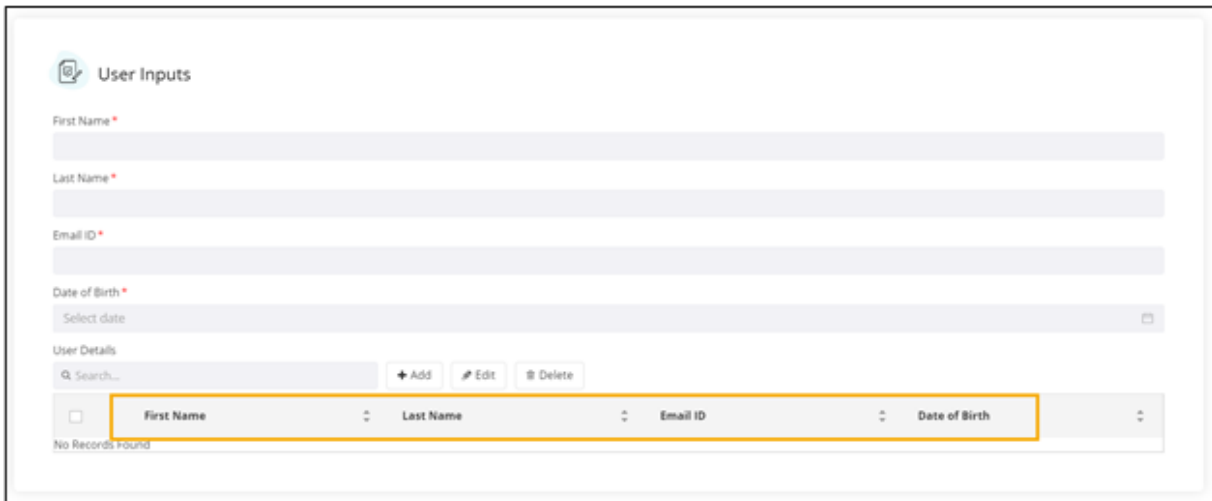 User Inputs
First Name *
Last Name *
Email ID *
Date of Birth *
Select date
User Details
Search... Add Edit Delete
First Name Last Name Email ID Date of Birth
No Records Found